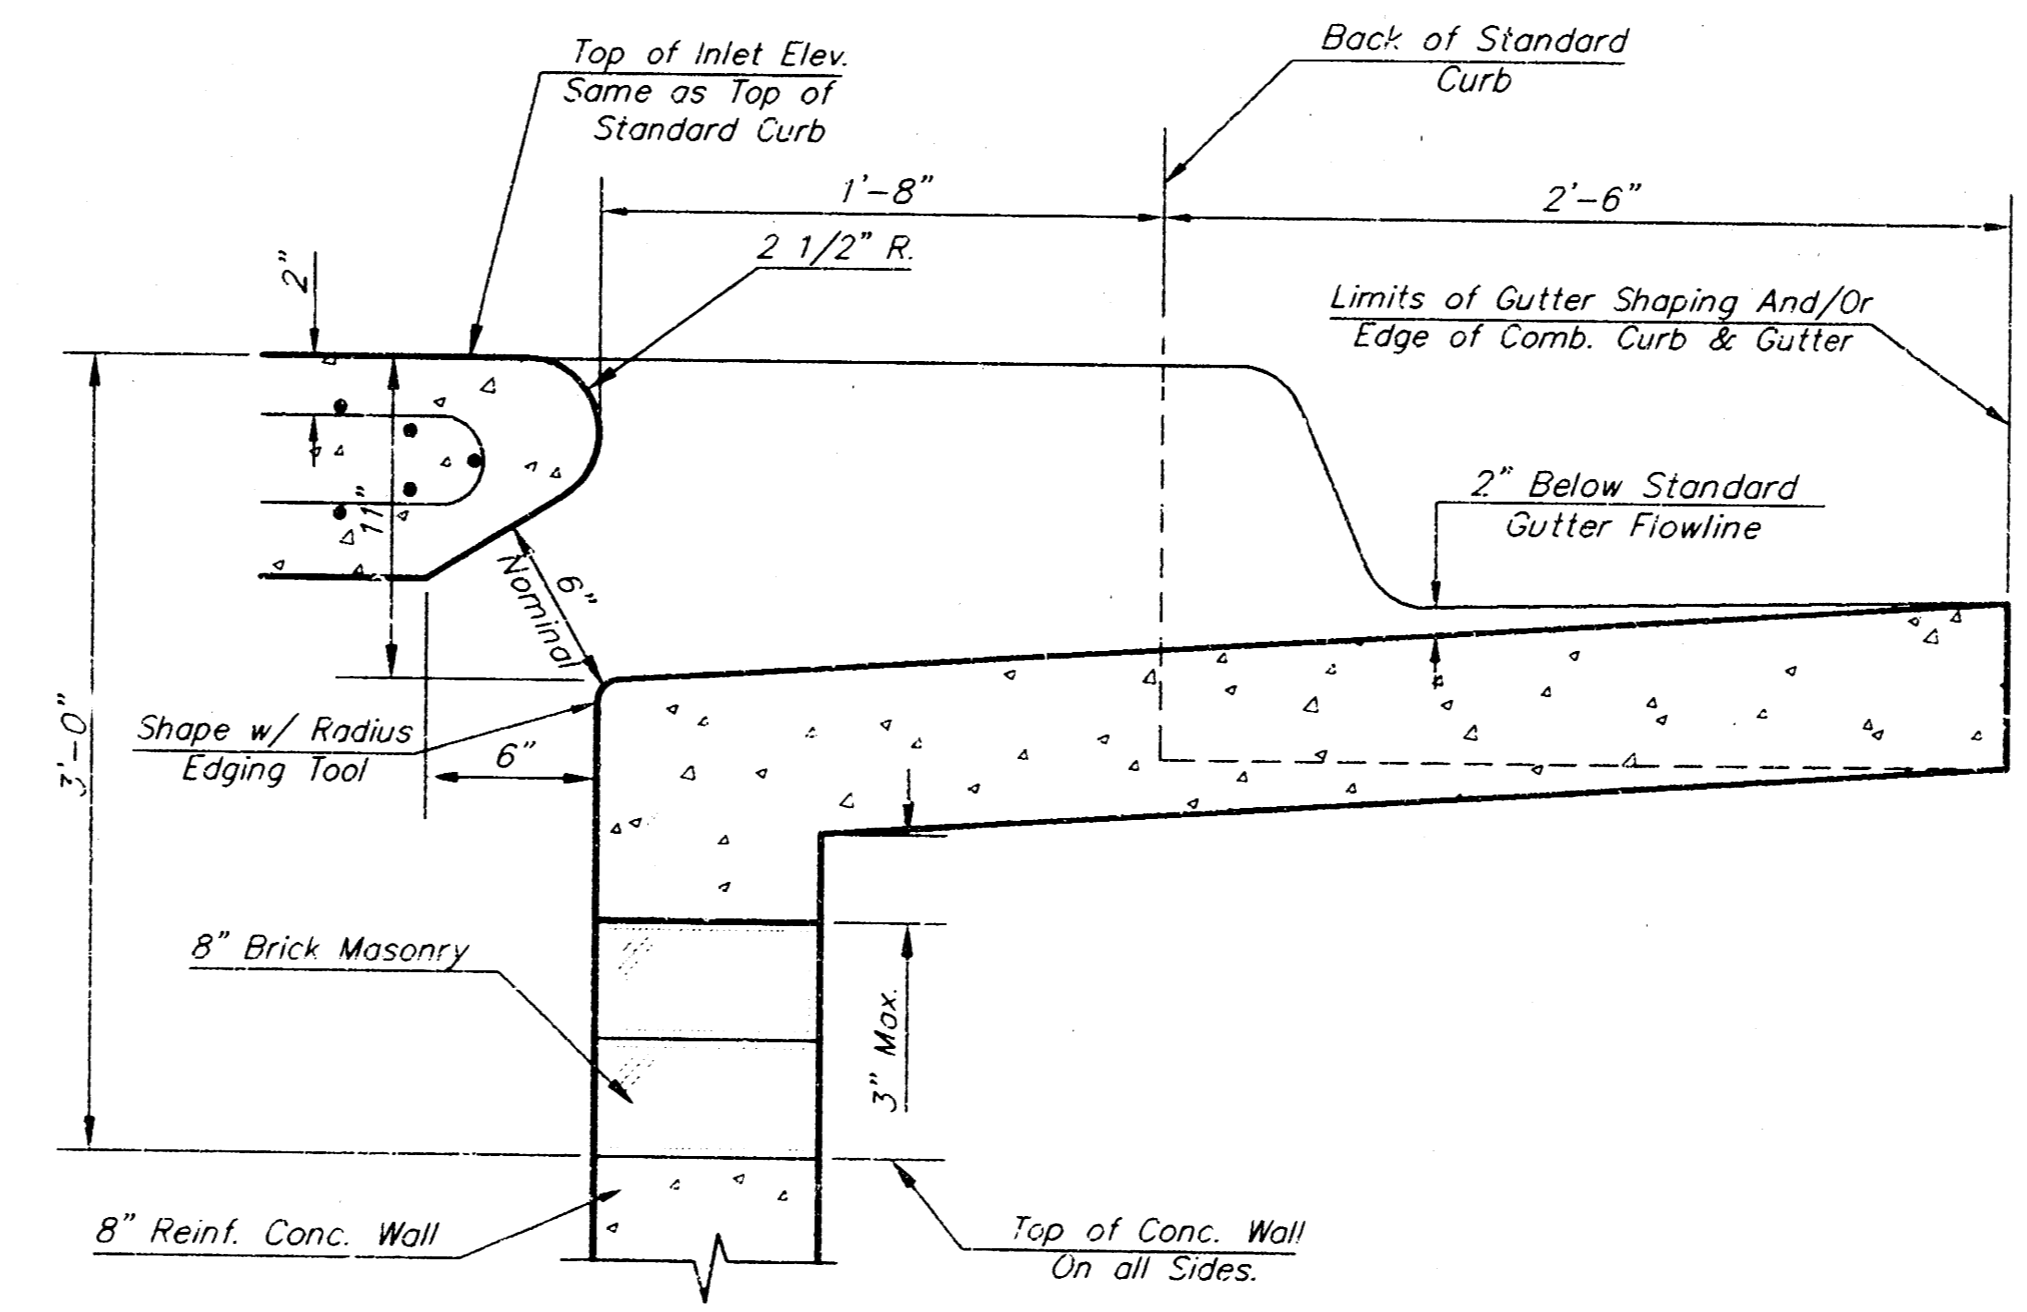 Top of Inlet Elev.
Same as Top of
Standard Curb
Back of Standard
Curb
1'-8"
2'-6"
2 1/2" R.
2"
Limits of Gutter Shaping And/Or
Edge of Comb. Curb & Gutter
2" Below Standard
Gutter Flowline
11"
6"
Nominal
3'-0"
Shape w/ Radius
Edging Tool
6"
8" Brick Masonry
3" Max.
8" Reinf. Conc. Wall
Top of Conc. Wall
On all Sides.